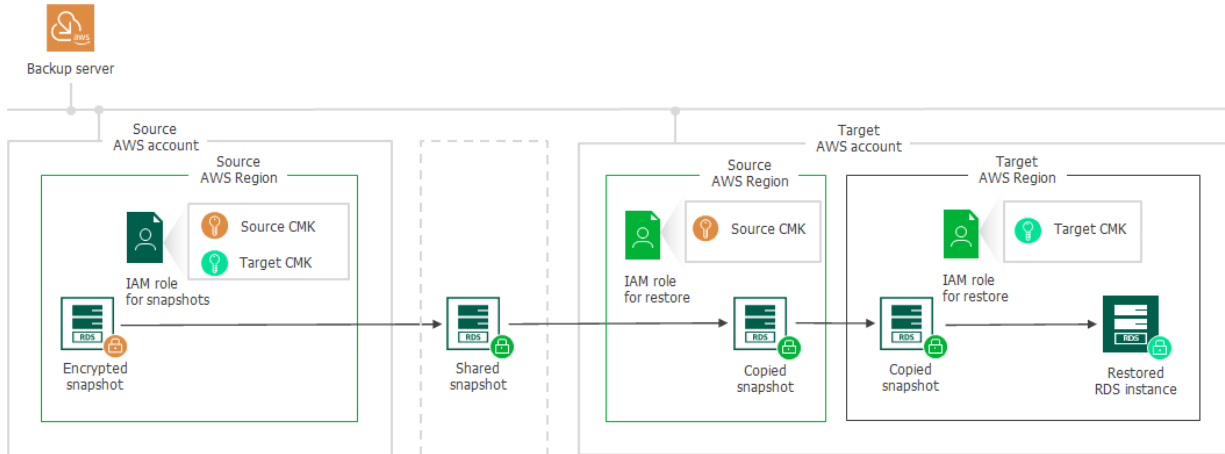 aws
Backup server
Source
AWS account
Source
AWS Region
Source CMK
Target CMK
IAM role
for snapshots
RDS
Encrypted
snapshot
RDS
Shared
snapshot
Target
AWS account
Source
AWS Region
Source CMK
IAM role
for restore
RDS
Copied
snapshot
Target
AWS Region
Target CMK
IAM role
for restore
RDS
Copied
snapshot
RDS
Restored
RDS instance